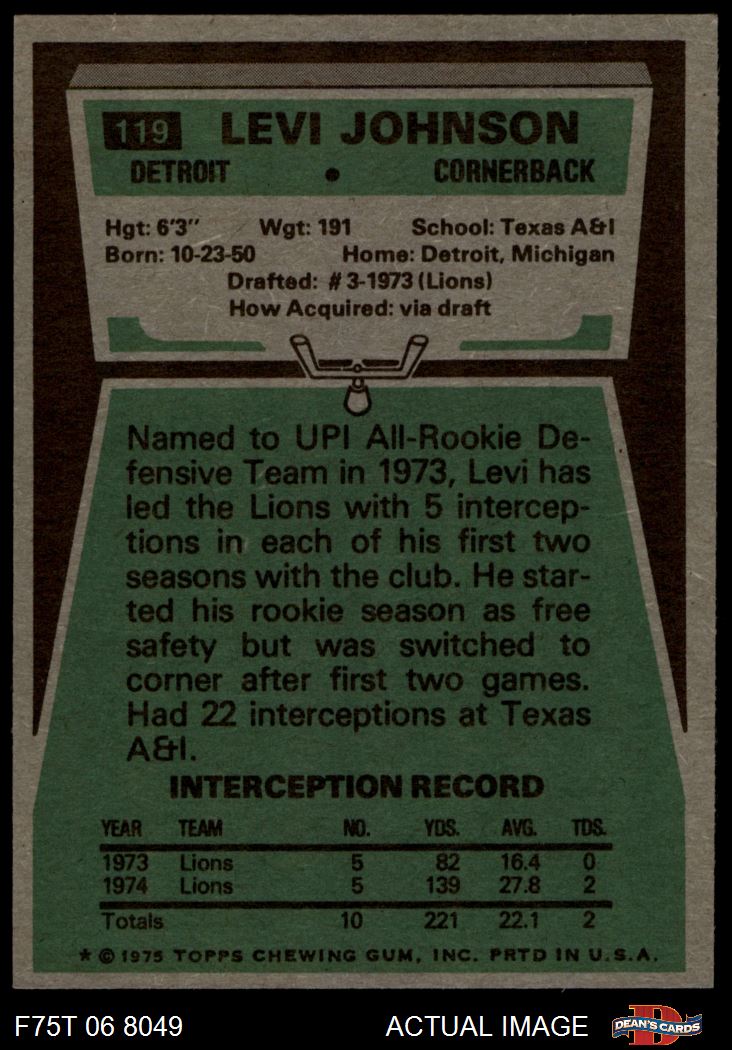 119 LEVI JOHNSON
DETROIT • CORNERBACK
Hgt: 6'3" Wgt: 191 School: Texas A&I
Born: 10-23-50 Home: Detroit, Michigan
Drafted: #3-1973 (Lions)
How Acquired: via draft
Named to UPI All-Rookie De-
fensive Team in 1973, Levi has
led the Lions with 5 intercep-
tions in each of his first two
seasons with the club. He star-
ted his rookie season as free
safety but was switched to
corner after first two games.
Had 22 interceptions at Texas
A&I.
INTERCEPTION RECORD
YEAR TEAM NO. YDS. AVG. TDS.
1973 Lions 5 82 16.4 0
1974 Lions 5 139 27.8 2
Totals 10 221 22.1 2
* © 1975 TOPPS CHEWING GUM, INC. PRTD IN U.S.A.
F75T 06 8049 ACTUAL IMAGE D DEAN'S CARDS